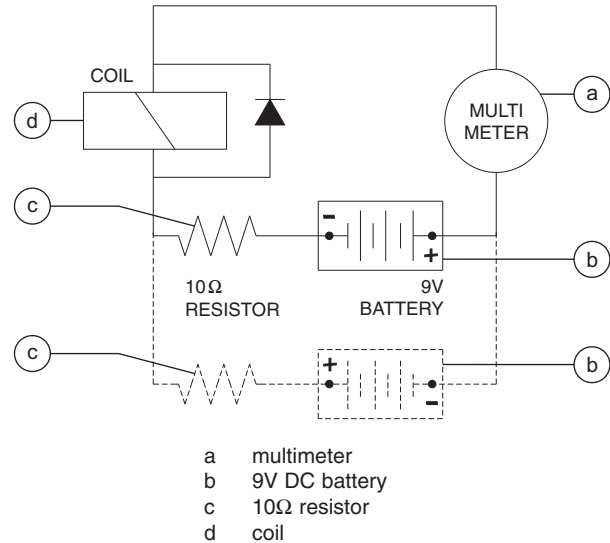 COIL
a
MULTI
METER
d
c
-
+
10Ω
RESISTOR
9V
BATTERY
b
c
+
-
b
a multimeter
b 9V DC battery
c 10Ω resistor
d coil